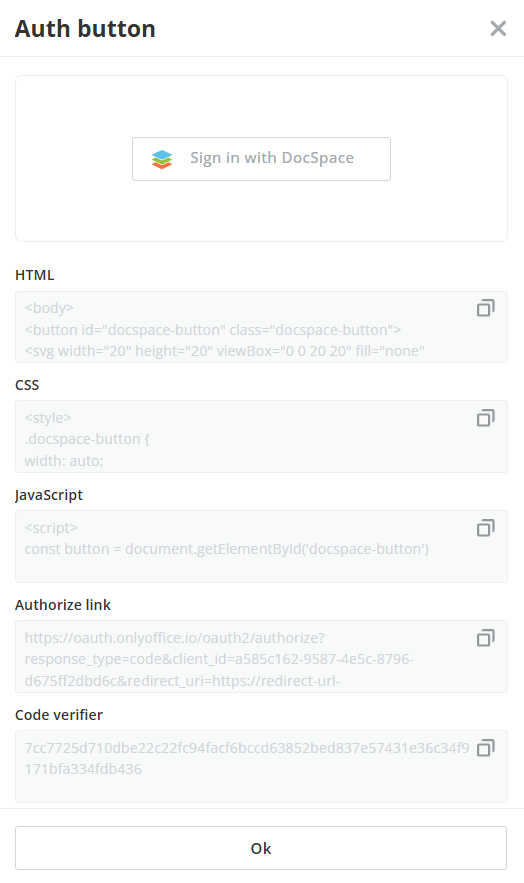 Auth button
Sign in with DocSpace
HTML
<body>
<button id="docspace-button" class="docspace-button">
<svg width="20" height="20" viewBox="0 0 20 20" fill="none"
CSS
<style>
.docspace-button {
width: auto;
JavaScript
<script>
const button = document.getElementById('docspace-button')
Authorize link
https://oauth.onlyoffice.io/oauth2/authorize?
response_type=code&client_id=a585c162-9587-4e5c-8796-
d675ff2dbd6c&redirect_uri=https://redirect-url-
Code verifier
7cc7725d710dbe22c22fc94facf6bccd63852bed837e57431e36c34f9
171bfa334fdb436
Ok